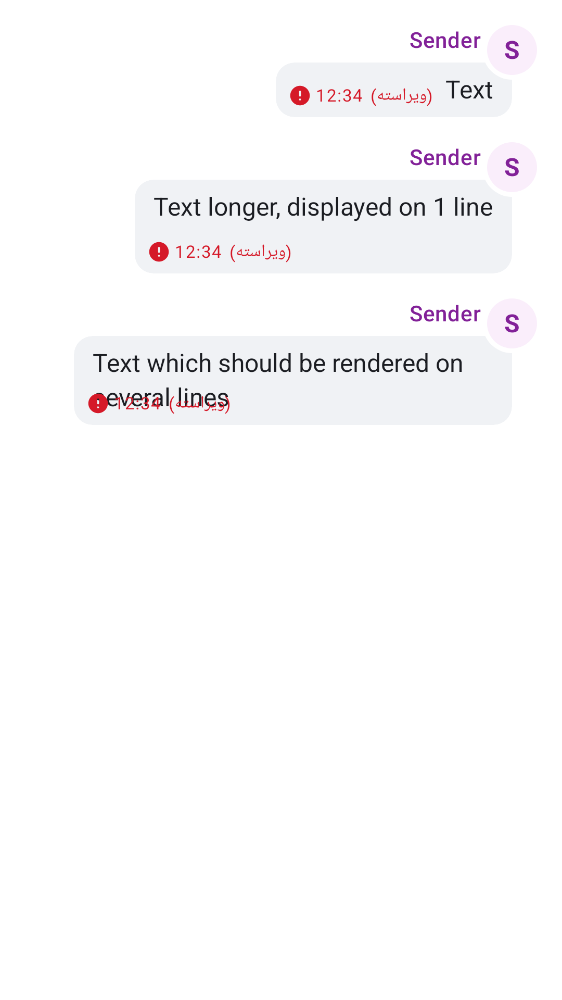 Sender
S
Text
12:34 (ویراسته)
Sender
S
Text longer, displayed on 1 line
12:34 (ویراسته)
Sender
S
Text which should be rendered on
several lines
12:34 (ویراسته)